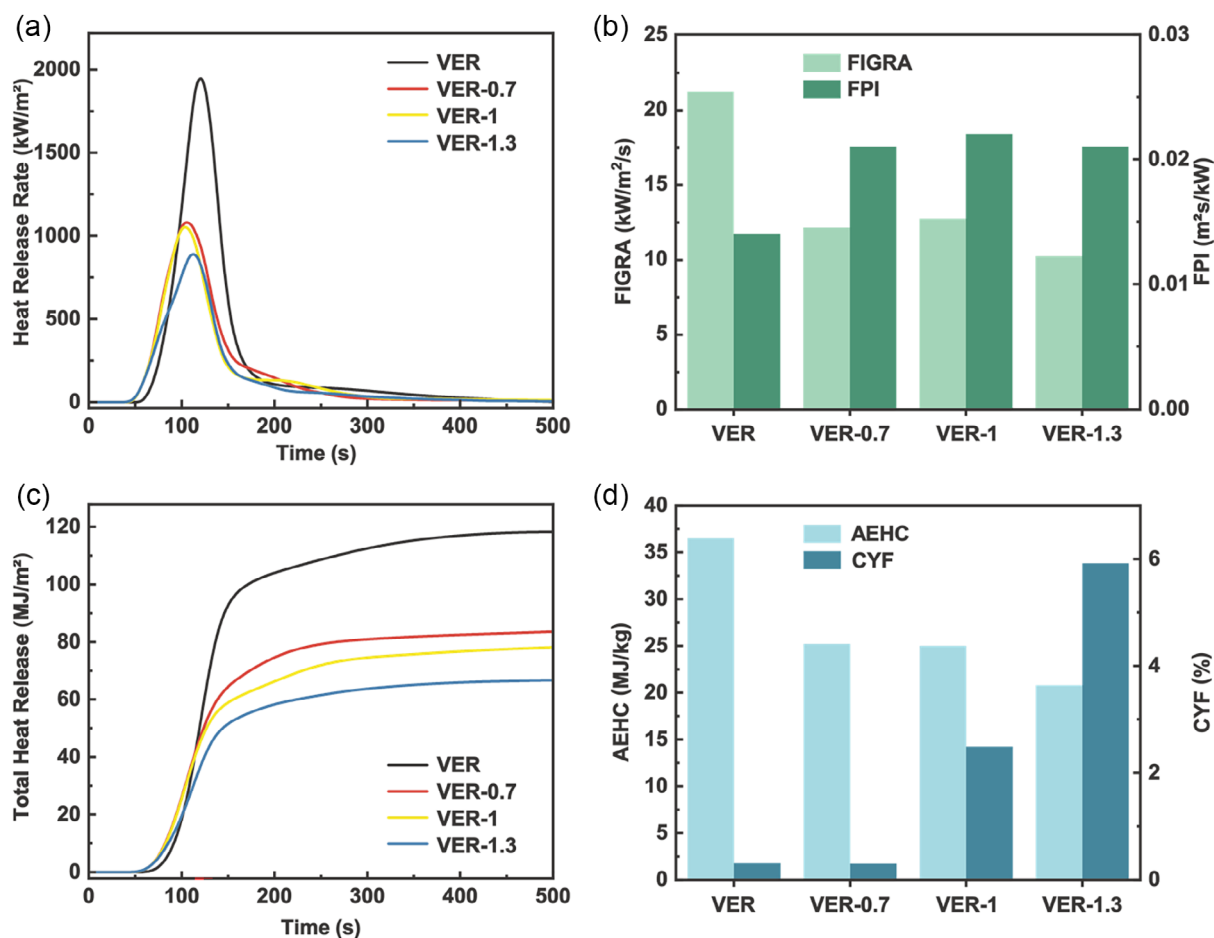 (a)
Heat Release Rate (kW/m²)
2000
1500
1000
500
0
VER
VER-0.7
VER-1
VER-1.3
0 100 200 300 400 500
Time (s)
(b)
FIGRA (kW/m²/s)
25
20
15
10
5
0
FIGRA
FPI
0.03
0.02
0.01
0.00
FPI (m²s/kW)
VER VER-0.7 VER-1 VER-1.3
(c)
Total Heat Release (MJ/m²)
120
100
80
60
40
20
0
VER
VER-0.7
VER-1
VER-1.3
0 100 200 300 400 500
Time (s)
(d)
AEHC (MJ/kg)
40
35
30
25
20
15
10
5
0
AEHC
CYF
6
4
2
0
CYF (%)
VER VER-0.7 VER-1 VER-1.3